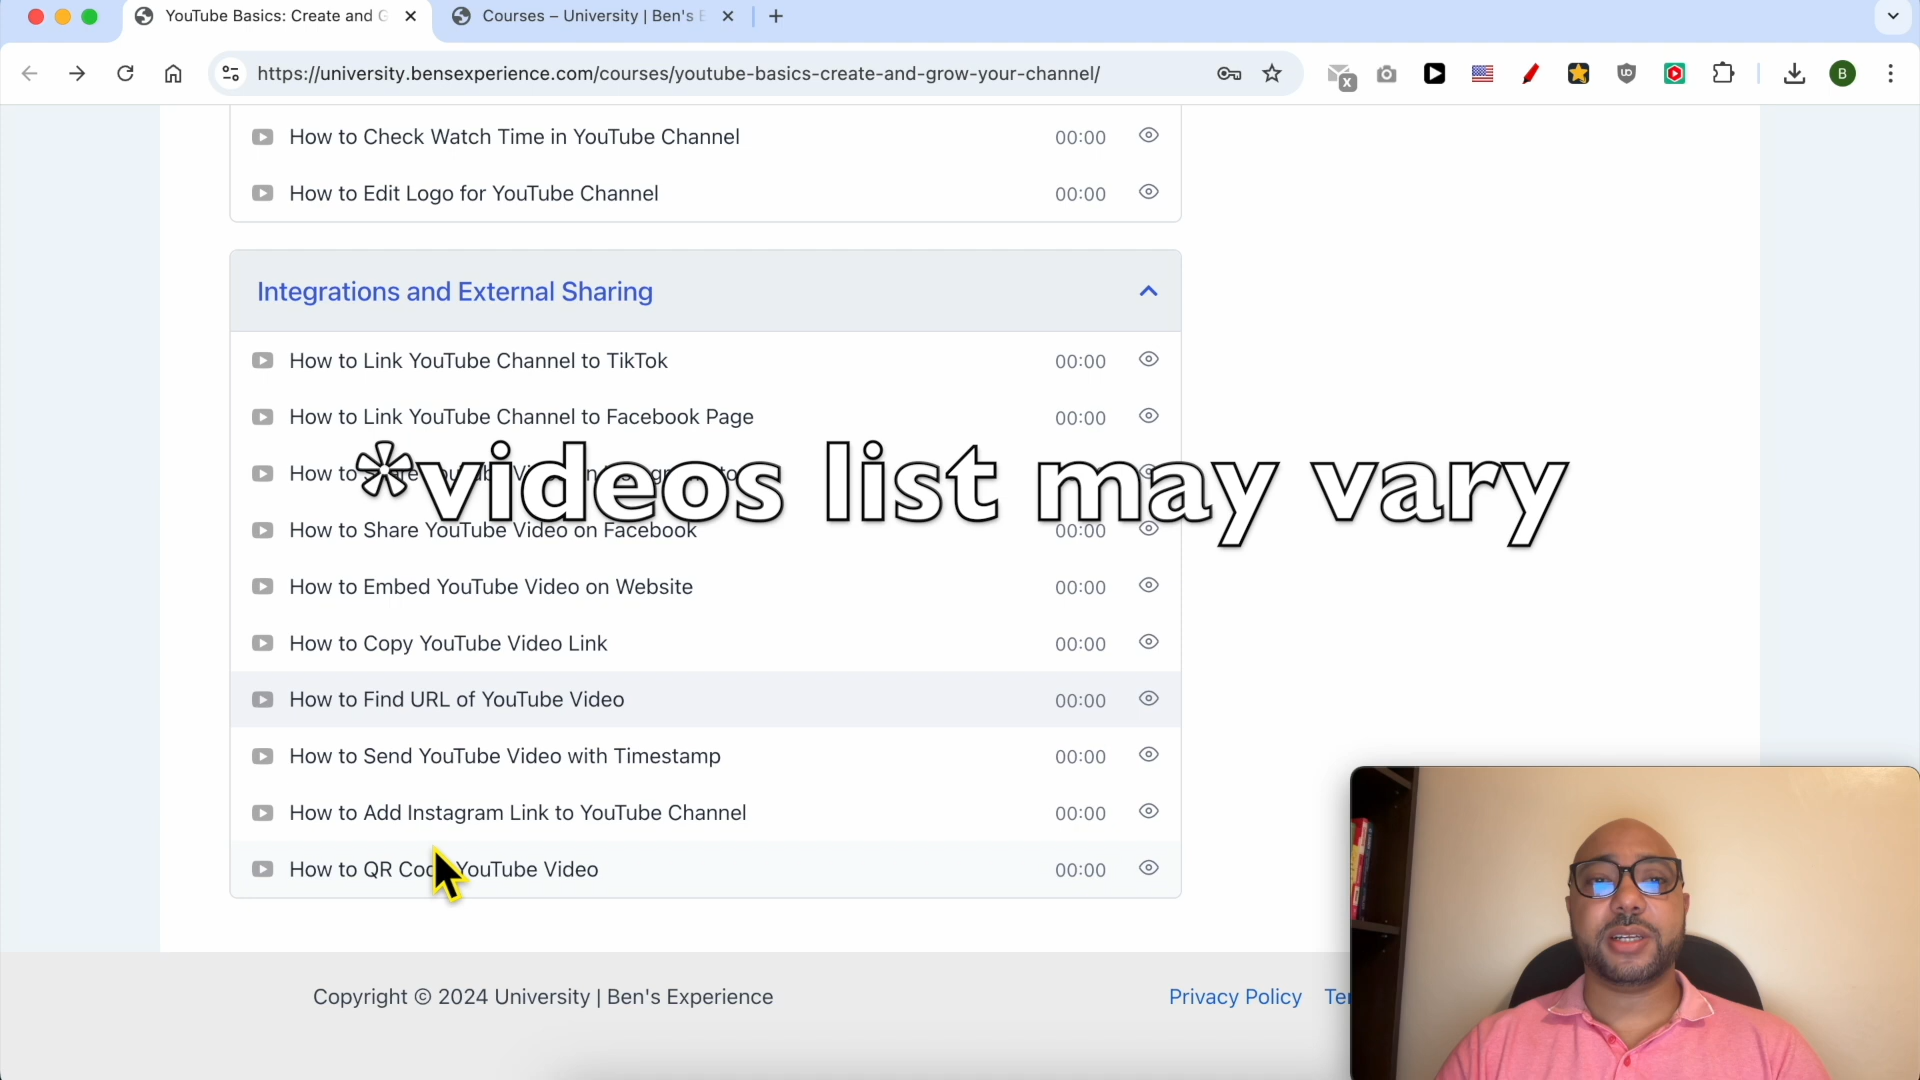 YouTube Basics: Create and G
Courses – University | Ben's E
https://university.bensexperience.com/courses/youtube-basics-create-and-grow-your-channel/
B
How to Check Watch Time in YouTube Channel 00:00
How to Edit Logo for YouTube Channel 00:00
Integrations and External Sharing
How to Link YouTube Channel to TikTok 00:00
How to Link YouTube Channel to Facebook Page 00:00
*videos list may vary
How to Share YouTube Video on Facebook 00:00
How to Embed YouTube Video on Website 00:00
How to Copy YouTube Video Link 00:00
How to Find URL of YouTube Video 00:00
How to Send YouTube Video with Timestamp 00:00
How to Add Instagram Link to YouTube Channel 00:00
How to QR Cod YouTube Video 00:00
Copyright © 2024 University | Ben's Experience
Privacy Policy